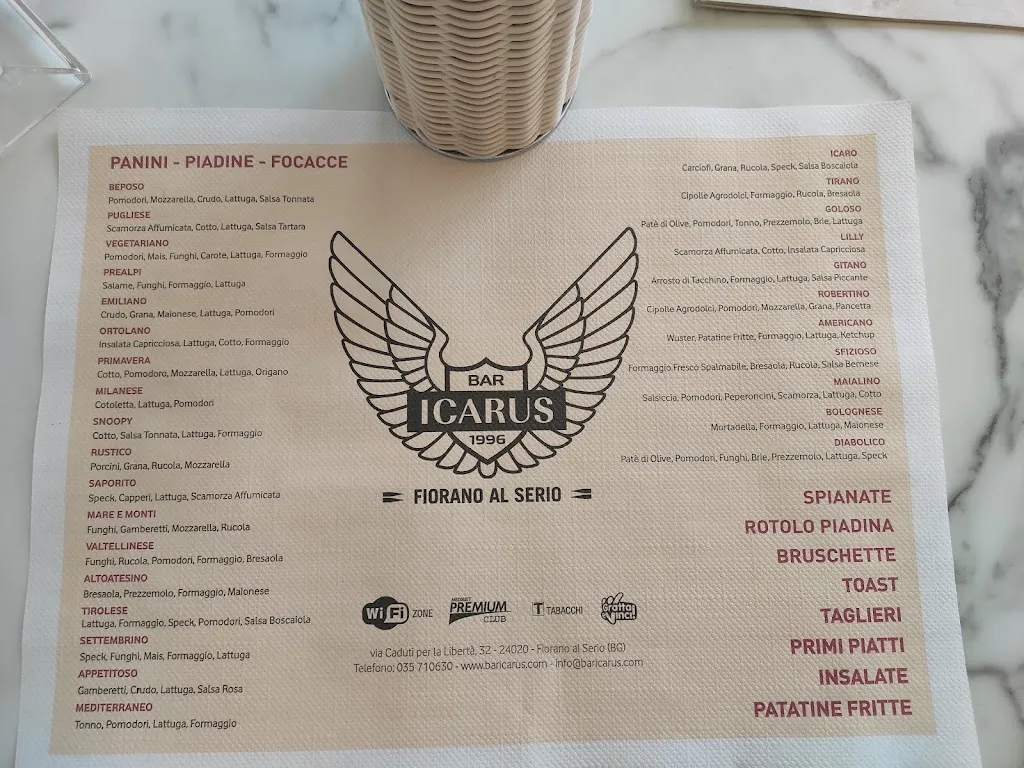 PANINI - PIADINE - FOCACCE
BEPOSO
Pomodori, Mozzarella, Crudo, Lattuga, Salsa Tonnata
PUGLIESE
Scamorza Affumicata, Cotto, Lattuga, Salsa Tartara
VEGETARIANO
Pomodori, Mais, Funghi, Carote, Lattuga, Formaggio
PREALPI
Salame, Funghi, Formaggio, Lattuga
EMILIANO
Crudo, Grana, Maionese, Lattuga, Pomodori
ORTOLANO
Insalata Capricciosa, Lattuga, Cotto, Formaggio
PRIMAVERA
Cotto, Pomodoro, Mozzarella, Lattuga, Origano
MILANESE
Cotoletta, Lattuga, Pomodori
SNOOPY
Cotto, Salsa Tonnata, Lattuga, Formaggio
RUSTICO
Porcini, Grana, Rucola, Mozzarella
SAPORITO
Speck, Capperi, Lattuga, Scamorza Affumicata
MARE E MONTI
Funghi, Gamberetti, Mozzarella, Rucola
VALTELLINESE
Funghi, Rucola, Pomodori, Formaggio, Bresaola
ALTOATESINO
Bresaola, Prezzemolo, Formaggio, Maionese
TIROLESE
Lattuga, Formaggio, Speck, Pomodori, Salsa Boscaiola
SETTEMBRINO
Speck, Funghi, Mais, Formaggio, Lattuga
APPETITOSO
Gamberetti, Crudo, Lattuga, Salsa Rosa
MEDITERRANEO
Tonno, Pomodori, Lattuga, Formaggio
BAR
ICARUS
1996
FIORANO AL SERIO
Wi Fi ZONE
MEDIASET
PREMIUM
CLUB
T TABACCHI
Gratta
e Vinci!
via Caduti per la Libertà, 32 - 24020 - Fiorano al Serio (BG)
Telefono: 035 710630 - www.baricarus.com - info@baricarus.com
ICARO
Carciofi, Grana, Rucola, Speck, Salsa Boscaiola
TIRANO
Cipolle Agrodolci, Formaggio, Rucola, Bresaola
GOLOSO
Patè di Olive, Pomodori, Tonno, Prezzemolo, Brie, Lattuga
LILLY
Scamorza Affumicata, Cotto, Insalata Capricciosa
GITANO
Arrosto di Tacchino, Formaggio, Lattuga, Salsa Piccante
ROBERTINO
Cipolle Agrodolci, Pomodori, Mozzarella, Grana, Pancetta
AMERICANO
Wuster, Patatine Fritte, Formaggio, Lattuga, Ketchup
SFIZIOSO
Formaggio Fresco Spalmabile, Bresaola, Rucola, Salsa Bernese
MAIALINO
Salsiccia, Pomodori, Peperoncini, Scamorza, Lattuga, Cotto
BOLOGNESE
Mortadella, Formaggio, Lattuga, Maionese
DIABOLICO
Patè di Olive, Pomodori, Funghi, Brie, Prezzemolo, Lattuga, Speck
SPIANATE
ROTOLO PIADINA
BRUSCHETTE
TOAST
TAGLIERI
PRIMI PIATTI
INSALATE
PATATINE FRITTE